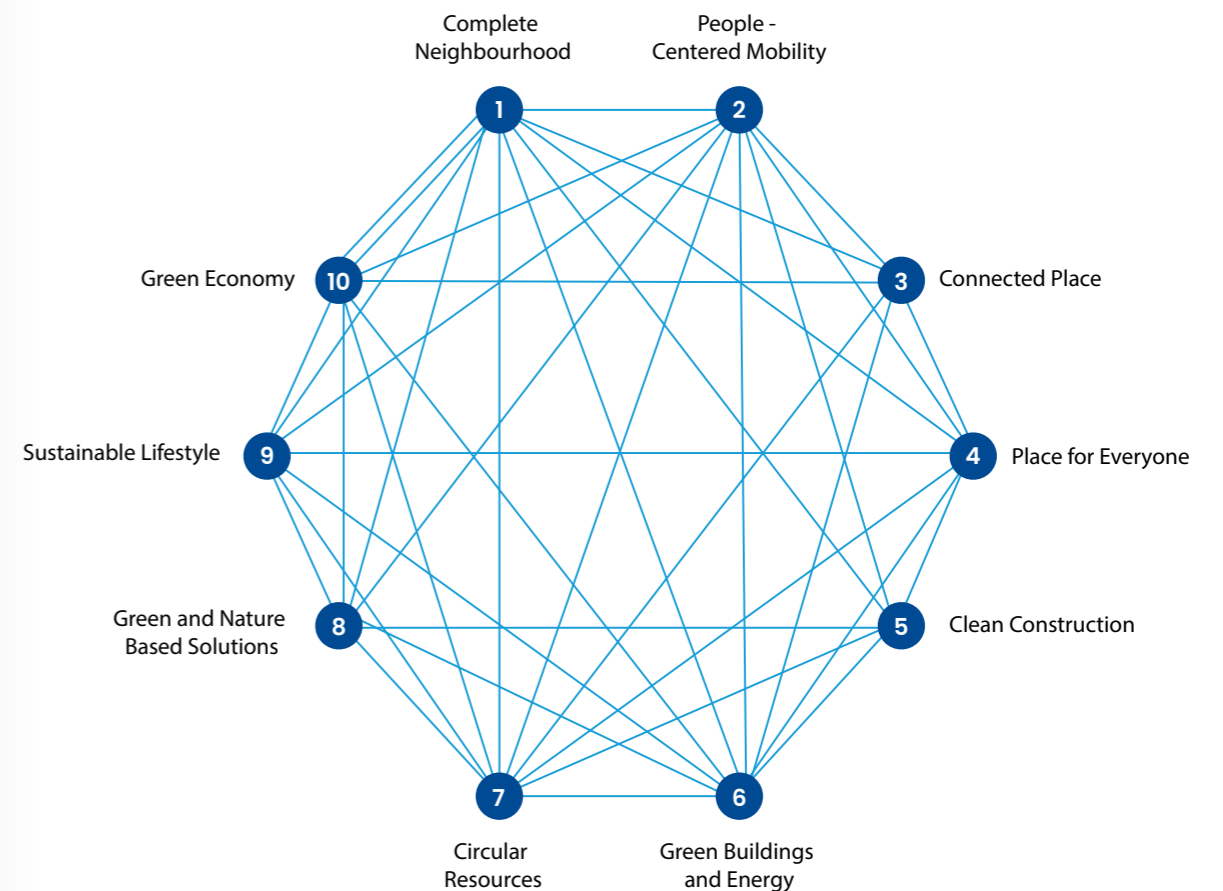 Complete
Neighbourhood
People -
Centered Mobility
1
2
Green Economy
10
3
Connected Place
Sustainable Lifestyle
9
4
Place for Everyone
Green and Nature
Based Solutions
8
5
Clean Construction
7
6
Circular
Resources
Green Buildings
and Energy